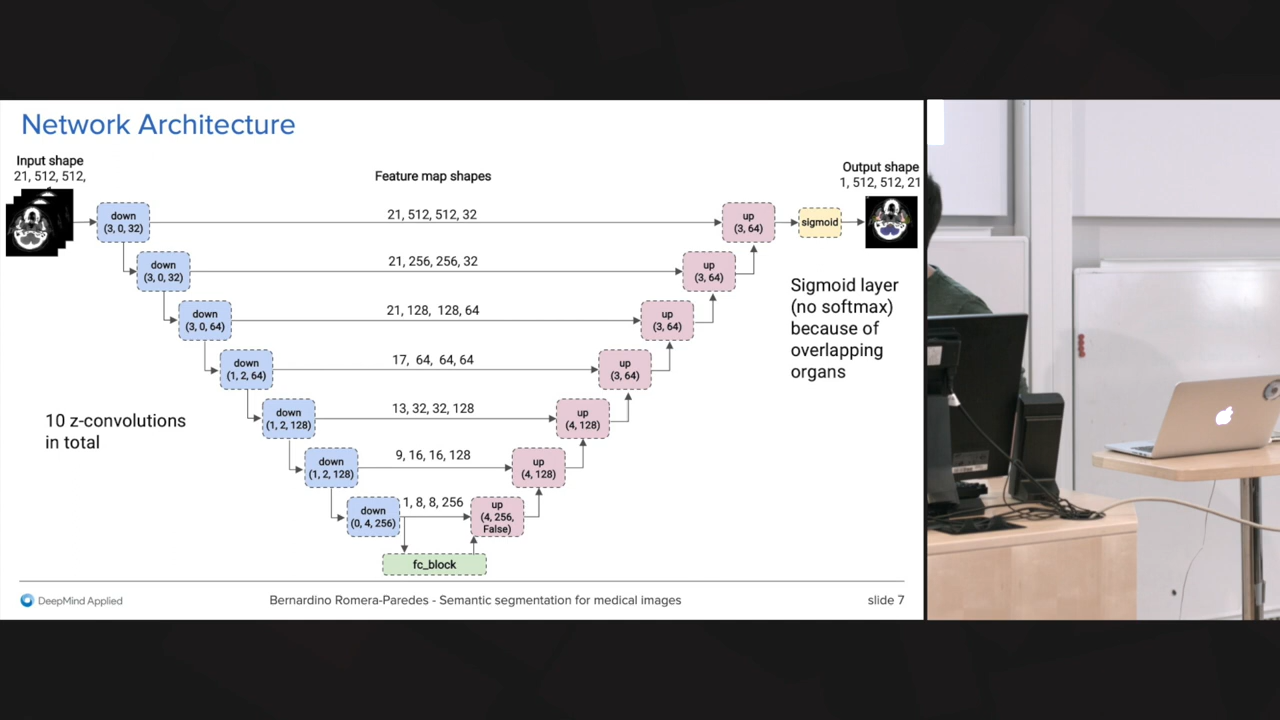 Network Architecture
Input shape
21, 512, 512,
Feature map shapes
Output shape
1, 512, 512, 21
down
(3, 0, 32)
21, 512, 512, 32
up
(3, 64)
sigmoid
down
(3, 0, 32)
21, 256, 256, 32
up
(3, 64)
down
(3, 0, 64)
21, 128, 128, 64
up
(3, 64)
down
(1, 2, 64)
17, 64, 64, 64
up
(3, 64)
down
(1, 2, 128)
13, 32, 32, 128
up
(4, 128)
down
(1, 2, 128)
9, 16, 16, 128
up
(4, 128)
down
(0, 4, 256)
1, 8, 8, 256
up
(4, 256,
False)
fc_block
Sigmoid layer
(no softmax)
because of
overlapping
organs
10 z-convolutions
in total
DeepMind Applied
Bernardino Romera-Paredes - Semantic segmentation for medical images
slide 7